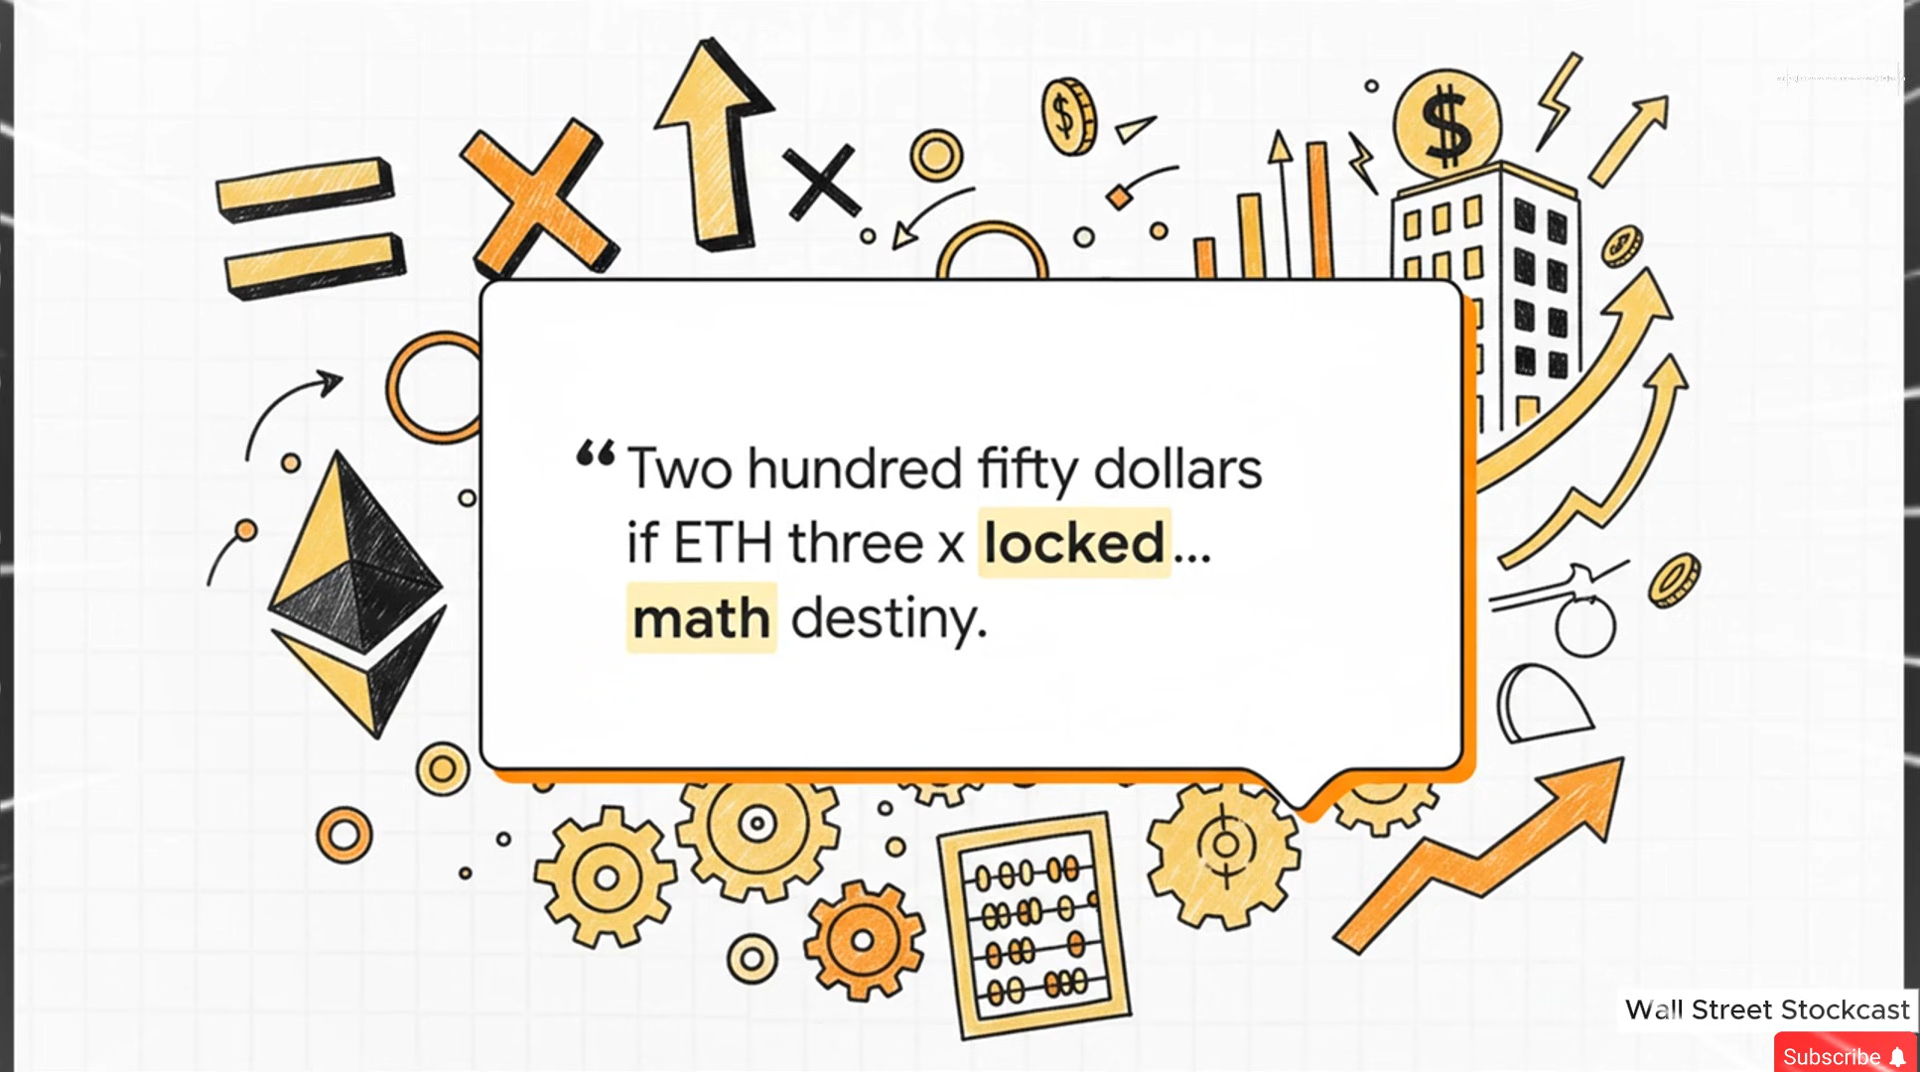 “Two hundred fifty dollars
if ETH three x locked...
math destiny.
Wall Street Stockcast
Subscribe